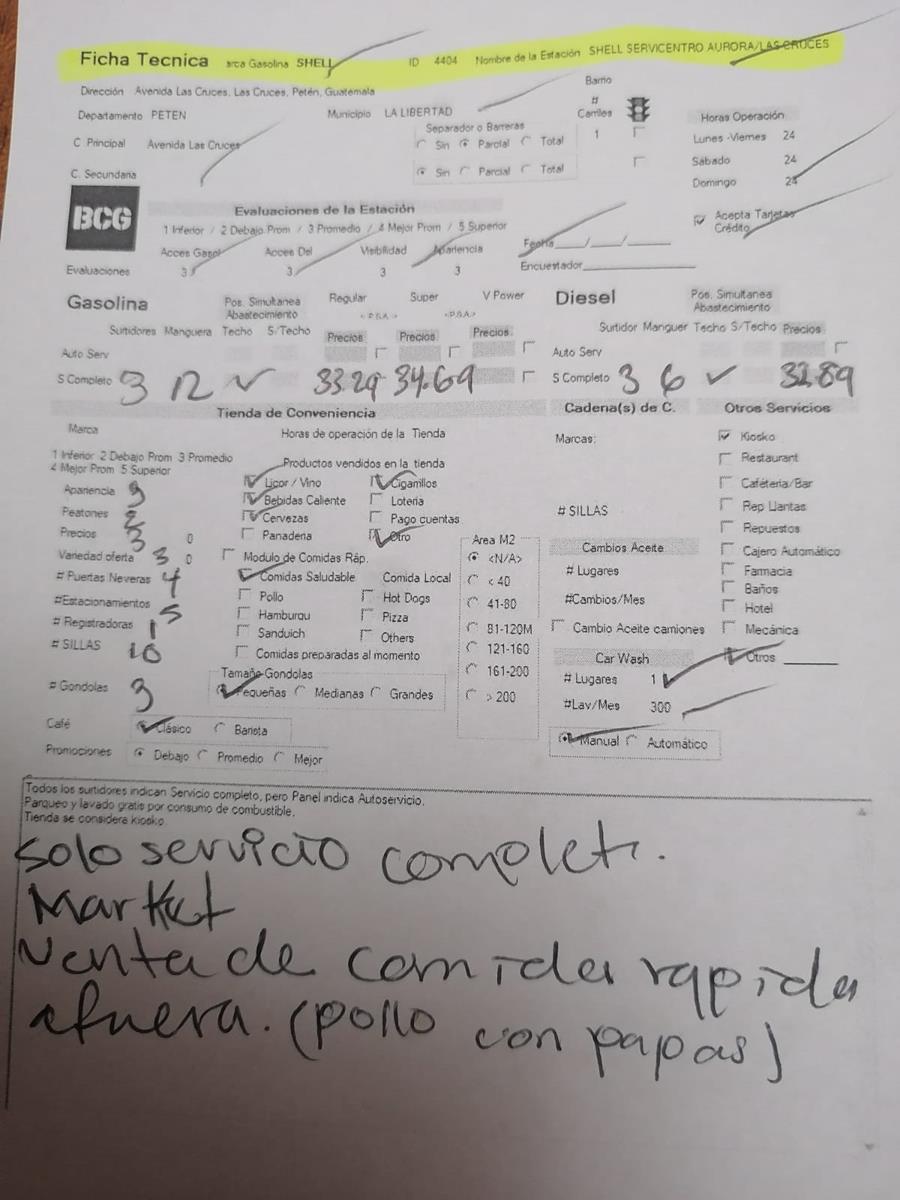 Ficha Tecnica arca Gasolina SHELL ID 4404 Nombre de la Estación SHELL SERVICENTRO AURORA/LAS CRUCES
Dirección Avenida Las Cruces, Las Cruces, Petén, Guatemala
Departamento PETEN Municipio LA LIBERTAD
Barrio
# Carriles
1
Horas Operación
Lunes -Viernes 24
Sábado 24
Domingo 24
C Principal Avenida Las Cruces
Separador o Barreras
Sin Parcial Total
C. Secundaria
Sin Parcial Total
BCG
Evaluaciones de la Estación
1 Inferior / 2 Debajo Prom / 3 Promedio / 4 Mejor Prom / 5 Superior
Acepta Tarjetas Crédito
Acces Gasol Acces Del Visibilidad Apariencia
Evaluaciones 3 3 3 3
Fecha ___/___/___
Encuestador
Gasolina
Pos. Simultanea Abastecimiento
Regular Super V Power
Surtidores Manguera Techo S/Techo Precios Precios Precios
Auto Serv
S Completo 3 12 ✓ 33.29 34.69
Diesel
Pos. Simultanea Abastecimiento
Surtidor Manguer Techo S/Techo Precios
Auto Serv
S Completo 3 6 ✓ 32.89
Tienda de Conveniencia
Marca
Horas de operación de la Tienda
1 Inferior 2 Debajo Prom 3 Promedio
4 Mejor Prom 5 Superior
Apariencia 3
Peatones
Precios 3 0
Variedad oferta 3 0
# Puertas Neveras 4
#Estacionamientos 5
# Registradoras 1
# SILLAS 10
# Gondolas 3
Productos vendidos en la tienda
Licor / Vino Cigarrillos
Bebidas Caliente Loteria
Cervezas Pago cuentas
Panaderia Otro
Modulo de Comidas Ráp.
Comidas Saludable Comida Local
Pollo Hot Dogs
Hamburgu Pizza
Sanduich Others
Comidas preparadas al momento
Tamaño Gondolas
Pequeñas Medianas Grandes
Café Clásico Barista
Promociones Debajo Promedio Mejor
Area M2
<N/A>
< 40
41-80
81-120M
121-160
161-200
> 200
Cadena(s) de C.
Marcas:
# SILLAS
Cambios Aceite
# Lugares
#Cambios/Mes
Cambio Aceite camiones
Car Wash
# Lugares 1
#Lav/Mes 300
Manual Automático
Otros Servicios
Kiosko
Restaurant
Caféteria/Bar
Rep Llantas
Repuestos
Cajero Automático
Farmacia
Baños
Hotel
Mecánica
Otros
Todos los surtidores indican Servicio completo, pero Panel indica Autoservicio.
Parqueo y lavado gratis por consumo de combustible.
Tienda se considera kiosko.
Solo servicio complet.
Market
Venta de comida rapida
afuera. (pollo con papas)